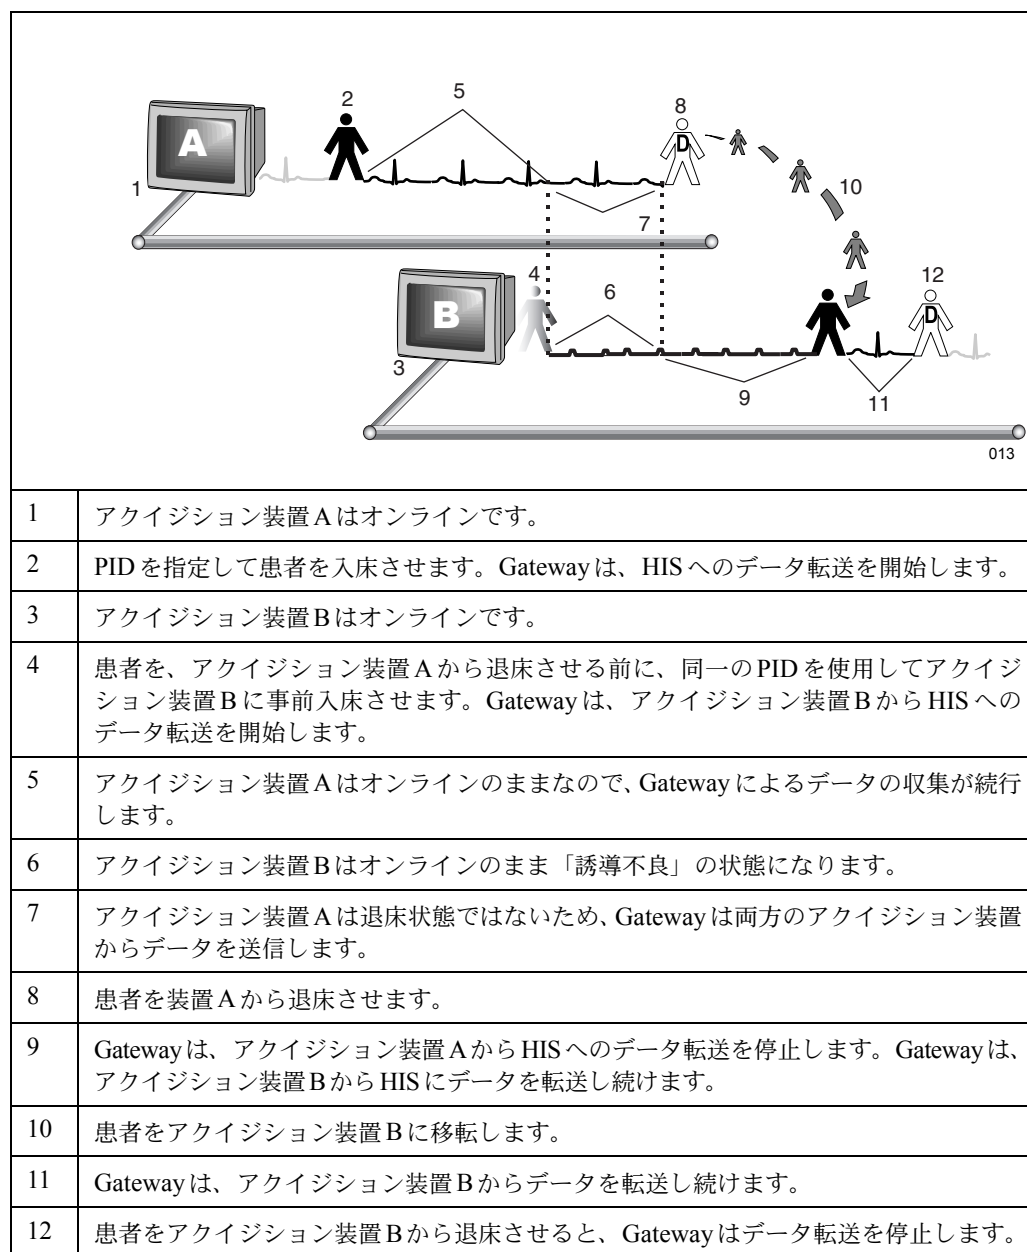 2
5
8
A
D
1
10
7
4
6
12
B
D
3
9
11
013
1
アクイジション装置Aはオンラインです。
2
PIDを指定して患者を入床させます。Gatewayは、HISへのデータ転送を開始します。
3
アクイジション装置Bはオンラインです。
4
患者を、アクイジション装置Aから退床させる前に、同一のPIDを使用してアクイジ
ション装置Bに事前入床させます。Gatewayは、アクイジション装置BからHISへの
データ転送を開始します。
5
アクイジション装置Aはオンラインのままなので、Gatewayによるデータの収集が続行
します。
6
アクイジション装置Bはオンラインのまま「誘導不良」の状態になります。
7
アクイジション装置Aは退床状態ではないため、Gatewayは両方のアクイジション装置
からデータを送信します。
8
患者を装置Aから退床させます。
9
Gatewayは、アクイジション装置AからHISへのデータ転送を停止します。Gatewayは、
アクイジション装置BからHISにデータを転送し続けます。
10
患者をアクイジション装置Bに移転します。
11
Gatewayは、アクイジション装置Bからデータを転送し続けます。
12
患者をアクイジション装置Bから退床させると、Gatewayはデータ転送を停止します。